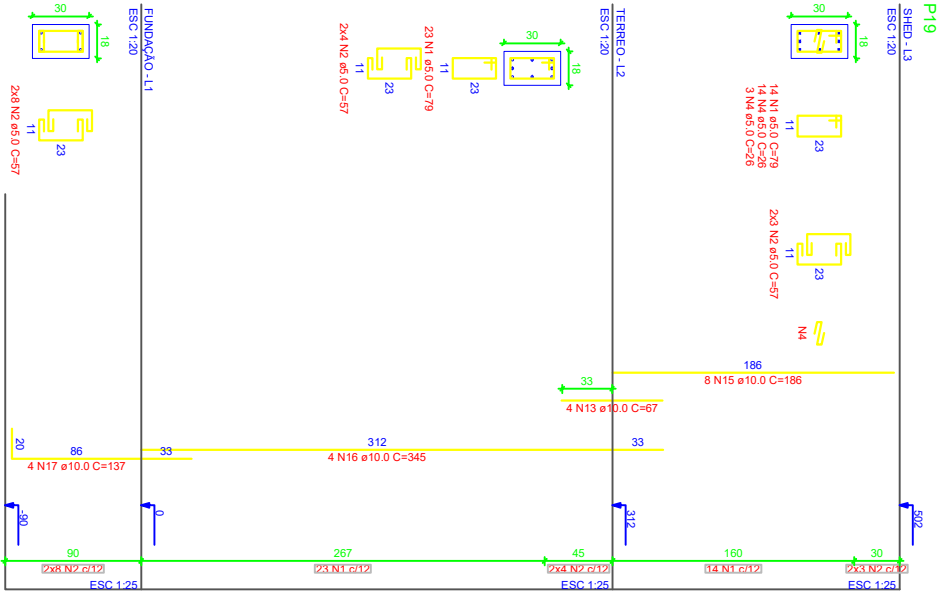 P19
SHED - L3
ESC 1:20
30
18
14 N1 ø5.0 C=79
14 N4 ø5.0 C=26
3 N4 ø5.0 C=26
11
23
2x3 N2 ø5.0 C=57
11
23
N4
186
8 N15 ø10.0 C=186
502
30
2x3 N2 c/12
160
14 N1 c/12
ESC 1:25
TERREO - L2
ESC 1:20
30
18
23 N1 ø5.0 C=79
11
23
2x4 N2 ø5.0 C=57
11
23
33
4 N13 ø10.0 C=67
312
33
4 N16 ø10.0 C=345
312
45
2x4 N2 c/12
267
23 N1 c/12
ESC 1:25
FUNDAÇÃO - L1
ESC 1:20
30
18
2x8 N2 ø5.0 C=57
11
23
20
86
33
4 N17 ø10.0 C=137
0
-90
90
2x8 N2 c/12
ESC 1:25